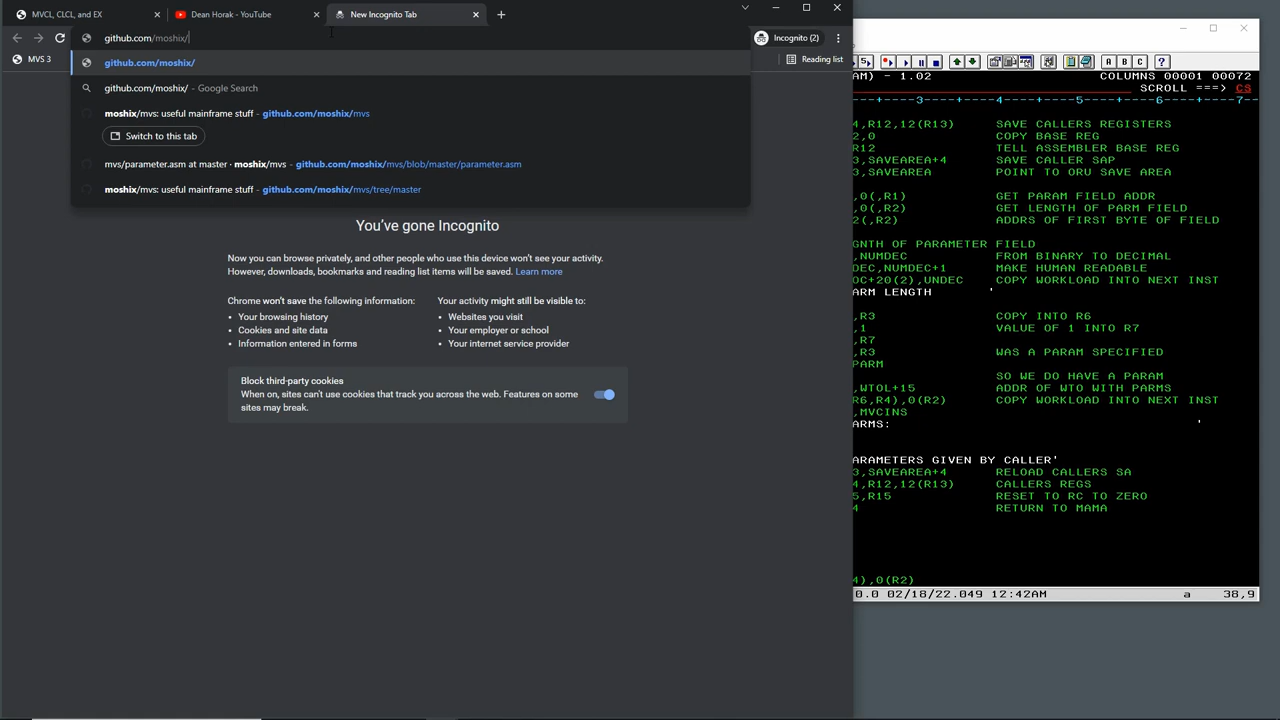 MVCL, CLCL, and EX
Dean Horak - YouTube
New Incognito Tab
github.com/moshix/
Incognito (2)
MVS 3
Reading list
github.com/moshix/
github.com/moshix/ - Google Search
moshix/mvs: useful mainframe stuff - github.com/moshix/mvs
Switch to this tab
mvs/parameter.asm at master · moshix/mvs - github.com/moshix/mvs/blob/master/parameter.asm
moshix/mvs: useful mainframe stuff - github.com/moshix/mvs/tree/master
You've gone Incognito
Now you can browse privately, and other people who use this device won't see your activity.
However, downloads, bookmarks and reading list items will be saved. Learn more
Chrome won't save the following information:
• Your browsing history
• Cookies and site data
• Information entered in forms
Your activity might still be visible to:
• Websites you visit
• Your employer or school
• Your internet service provider
Block third-party cookies
When on, sites can't use cookies that track you across the web. Features on some
sites may break.
A B C ?
AM) - 1.02 COLUMNS 00001 00072
SCROLL ===> CS
--+----3----+----4----+----5----+----6----+----7--
4,R12,12(R13) SAVE CALLERS REGISTERS
2,0 COPY BASE REG
R12 TELL ASSEMBLER BASE REG
3,SAVEAREA+4 SAVE CALLER SAP
3,SAVEAREA POINT TO ORU SAVE AREA
,0(,R1) GET PARAM FIELD ADDR
,0(,R2) GET LENGTH OF PARM FIELD
2(,R2) ADDRS OF FIRST BYTE OF FIELD
GNTH OF PARAMETER FIELD
,NUMDEC FROM BINARY TO DECIMAL
DEC,NUMDEC+1 MAKE HUMAN READABLE
OC+20(2),UNDEC COPY WORKLOAD INTO NEXT INST
ARM LENGTH '
,R3 COPY INTO R6
,1 VALUE OF 1 INTO R7
,R7
,R3 WAS A PARAM SPECIFIED
PARM
SO WE DO HAVE A PARAM
,WTOL+15 ADDR OF WTO WITH PARMS
R6,R4),0(R2) COPY WORKLOAD INTO NEXT INST
,MVCINS
ARMS: '
ARAMETERS GIVEN BY CALLER'
3,SAVEAREA+4 RELOAD CALLERS SA
4,R12,12(R13) CALLERS REGS
5,R15 RESET TO RC TO ZERO
4 RETURN TO MAMA
4),0(R2)
0.0 02/18/22.049 12:42AM a 38,9